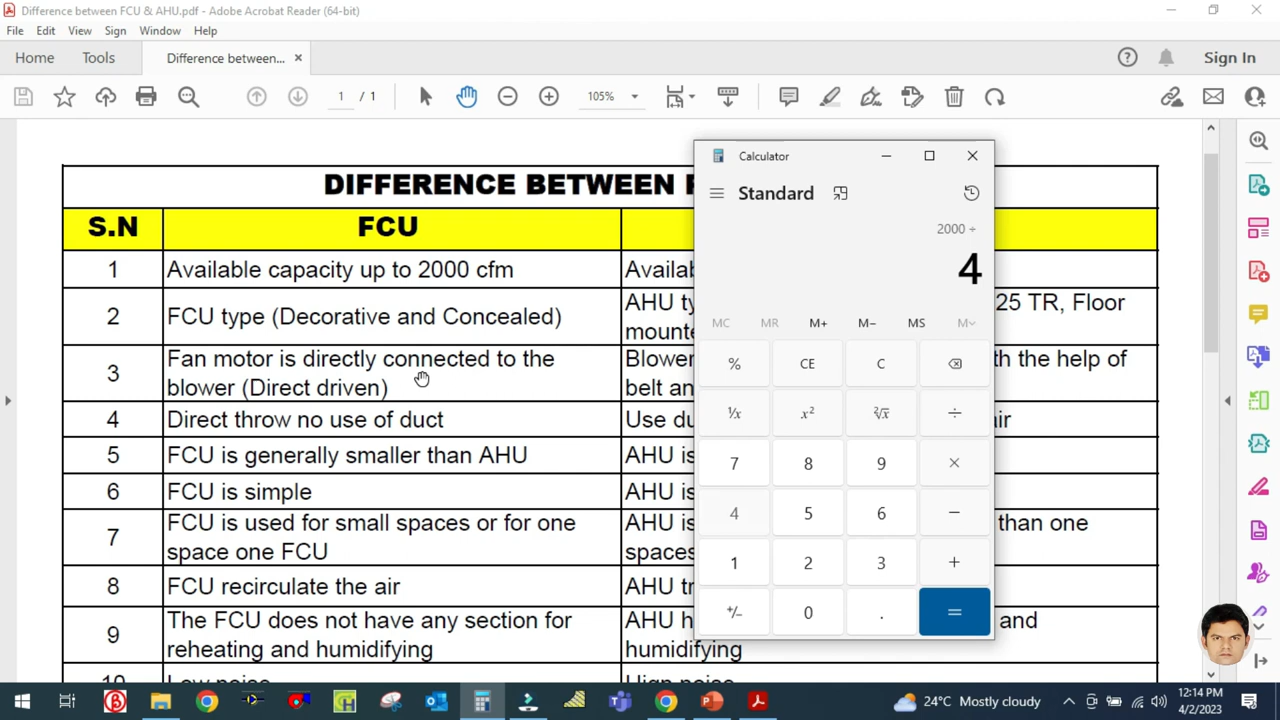 Difference between FCU & AHU.pdf - Adobe Acrobat Reader (64-bit)
File Edit View Sign Window Help
Home Tools Difference between... Sign In
1 / 1 105%
DIFFERENCE BETWEEN
S.N FCU
1 Available capacity up to 2000 cfm
2 FCU type (Decorative and Concealed) AHU 25 TR, Floor
3 Fan motor is directly connected to the Blower the help of
blower (Direct driven) belt
4 Direct throw no use of duct Use
5 FCU is generally smaller than AHU AHU is
6 FCU is simple AHU is
7 FCU is used for small spaces or for one AHU is than one
space one FCU spaces
8 FCU recirculate the air AHU
9 The FCU does not have any section for AHU and
reheating and humidifying humidifying
10 Low noise High noise
Calculator
Standard
2000 ÷
4
MC MR M+ M− MS M
% CE C
1/x x² ²√x ÷
7 8 9 ×
4 5 6 −
1 2 3 +
+/− 0 . =
24°C Mostly cloudy 12:14 PM
4/2/2023